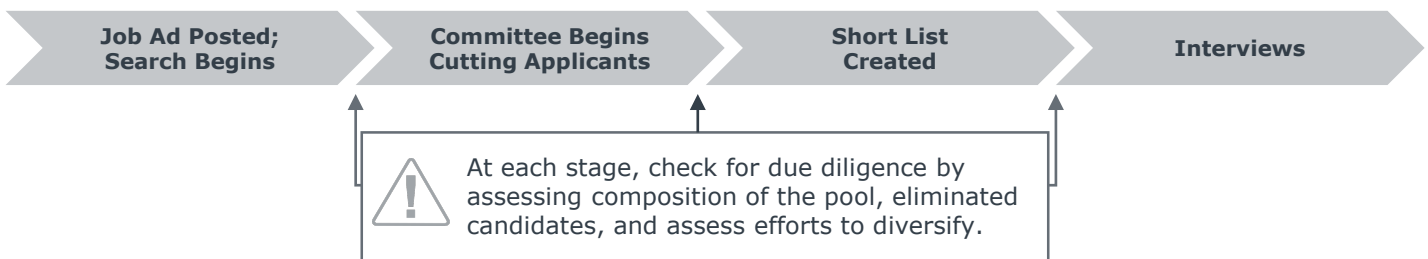 Job Ad Posted;
Search Begins
Committee Begins
Cutting Applicants
Short List
Created
Interviews
At each stage, check for due diligence by
assessing composition of the pool, eliminated
candidates, and assess efforts to diversify.